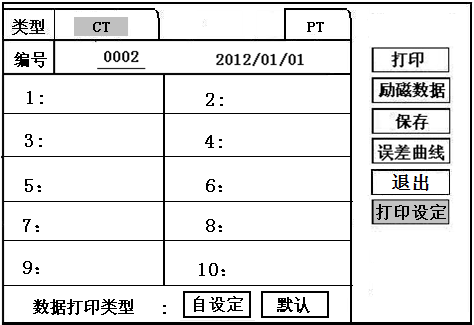 类型 CT PT
编号 0002 2012/01/01
1: 2:
3: 4:
5: 6:
7: 8:
9: 10:
数据打印类型 : 自设定 默认
打印
励磁数据
保存
误差曲线
退出
打印设定